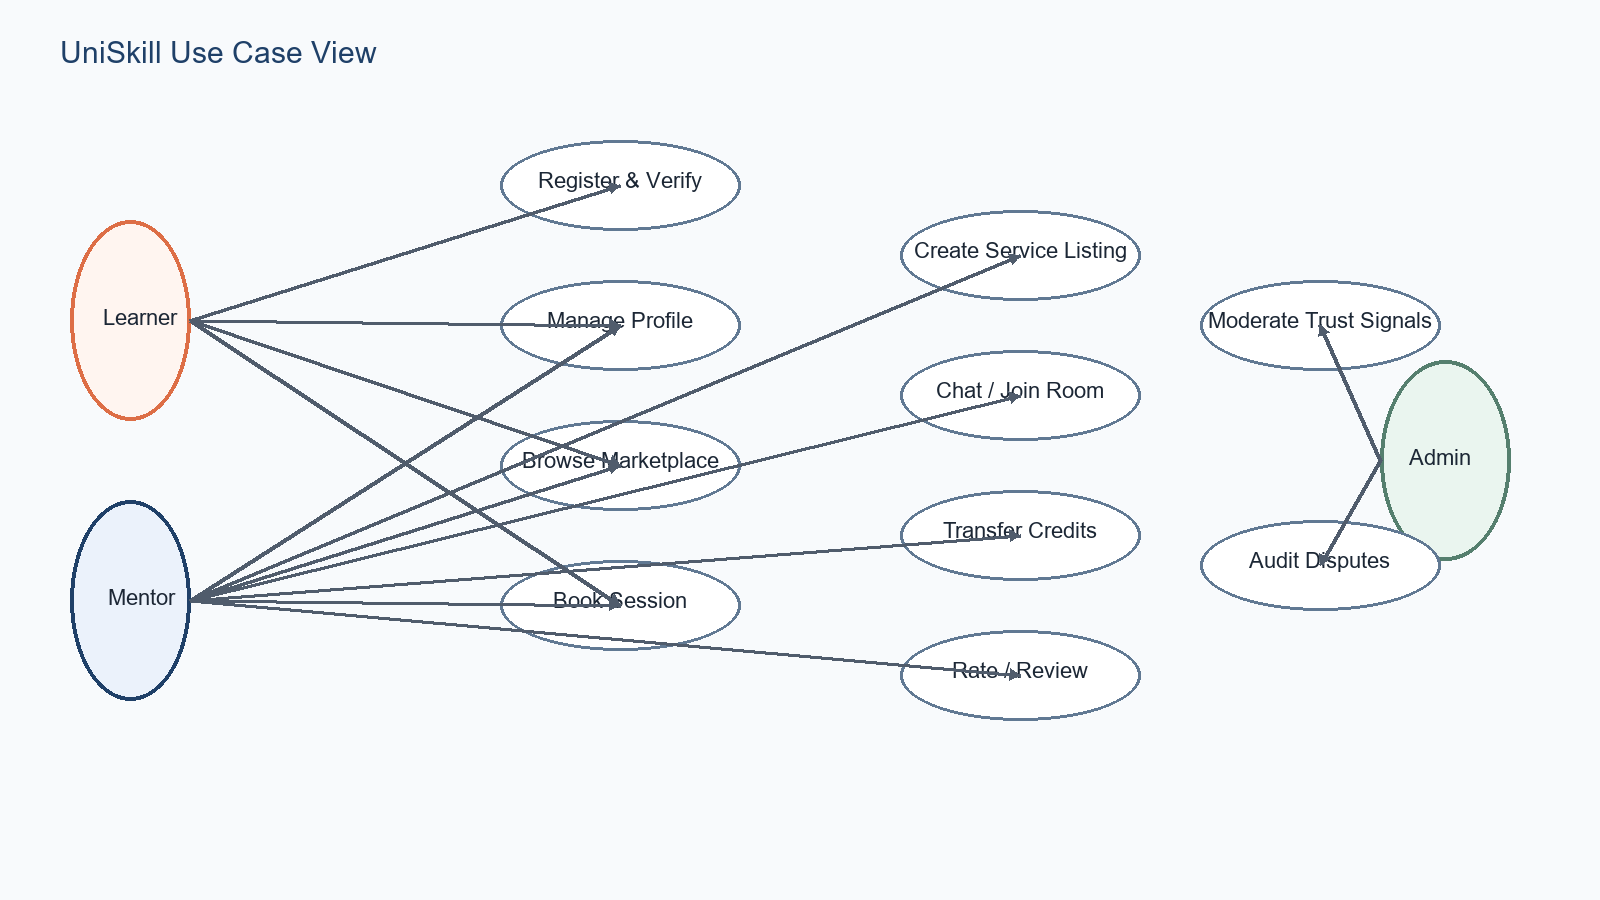 UniSkill Use Case View
Learner
Mentor
Register & Verify
Manage Profile
Browse Marketplace
Book Session
Create Service Listing
Chat / Join Room
Transfer Credits
Rate / Review
Moderate Trust Signals
Audit Disputes
Admin